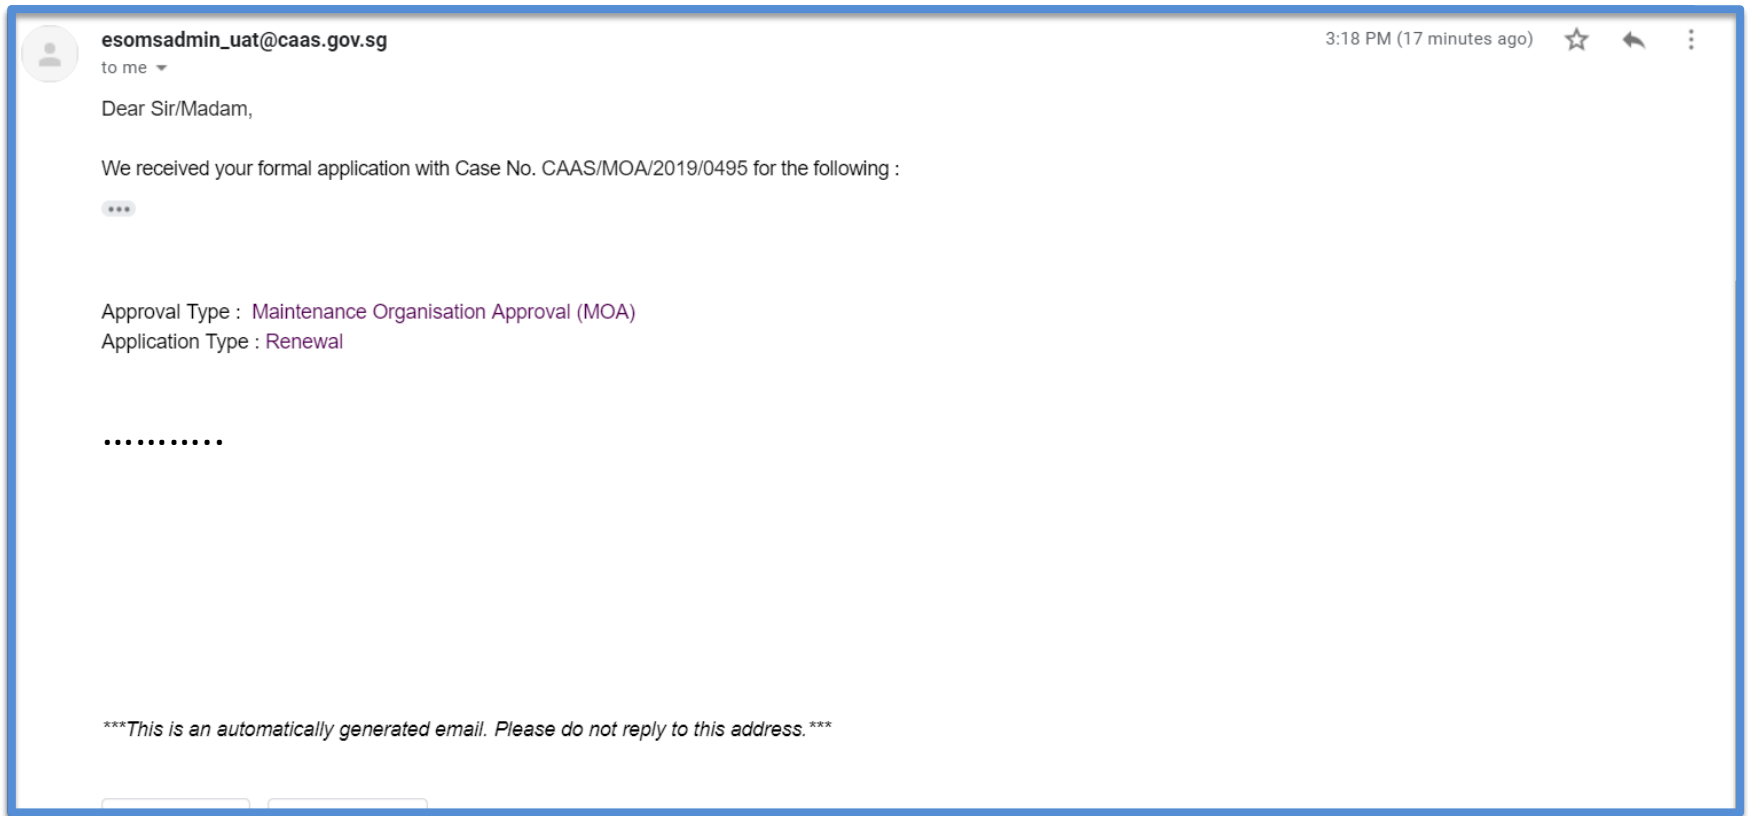 esomsadmin_uat@caas.gov.sg
3:18 PM (17 minutes ago)
to me
Dear Sir/Madam,
We received your formal application with Case No. CAAS/MOA/2019/0495 for the following :
•••
Approval Type : Maintenance Organisation Approval (MOA)
Application Type : Renewal
...........
***This is an automatically generated email. Please do not reply to this address.***